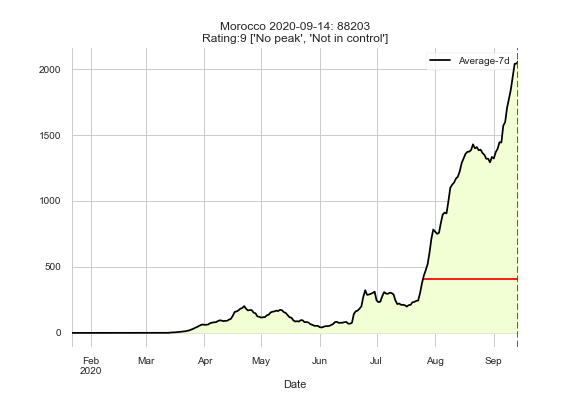 Morocco 2020-09-14: 88203
Rating:9 ['No peak', 'Not in control']
Average-7d
2000
1500
1000
500
0
Feb
2020
Mar
Apr
May
Jun
Jul
Aug
Sep
Date